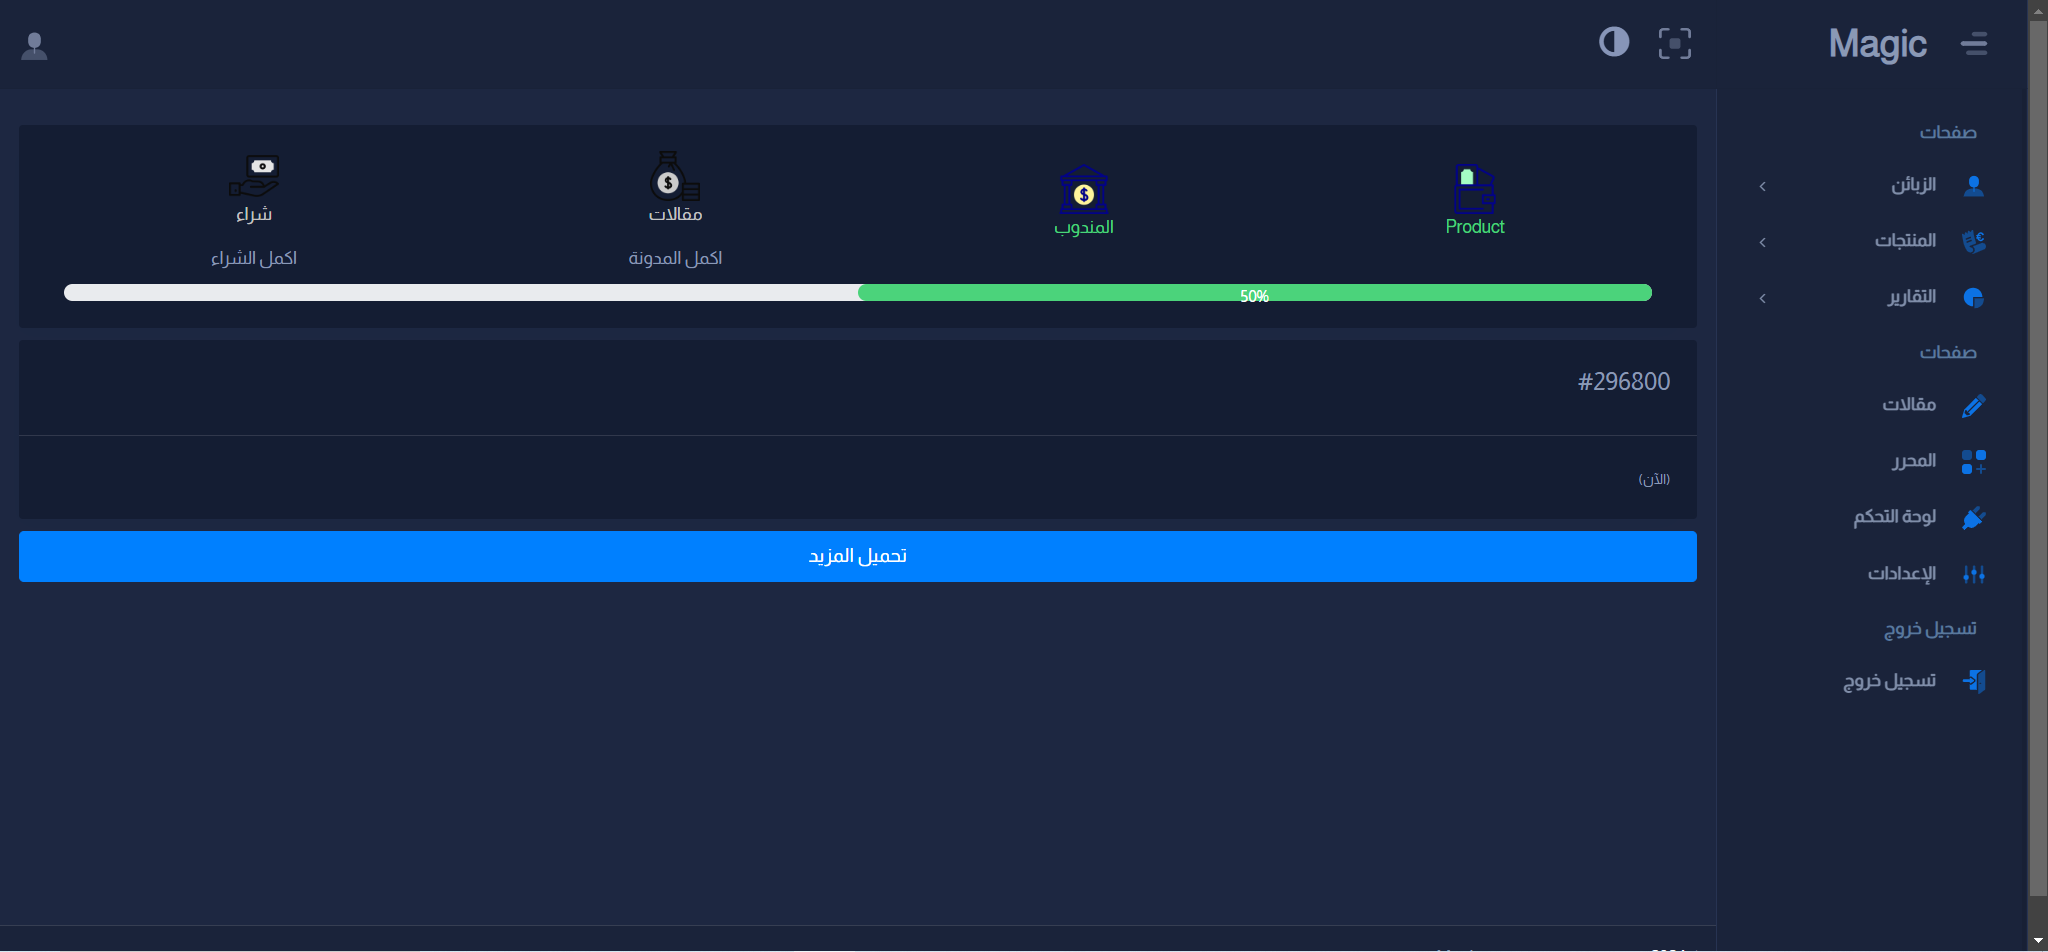 Magic
صفحات
الزبائن
المنتجات
التقارير
صفحات
مقالات
المحرر
لوحة التحكم
الإعدادات
تسجيل خروج
تسجيل خروج
Product
المندوب
مقالات
شراء
اكمل المدونة
اكمل الشراء
50%
#296800
(الآن)
تحميل المزيد